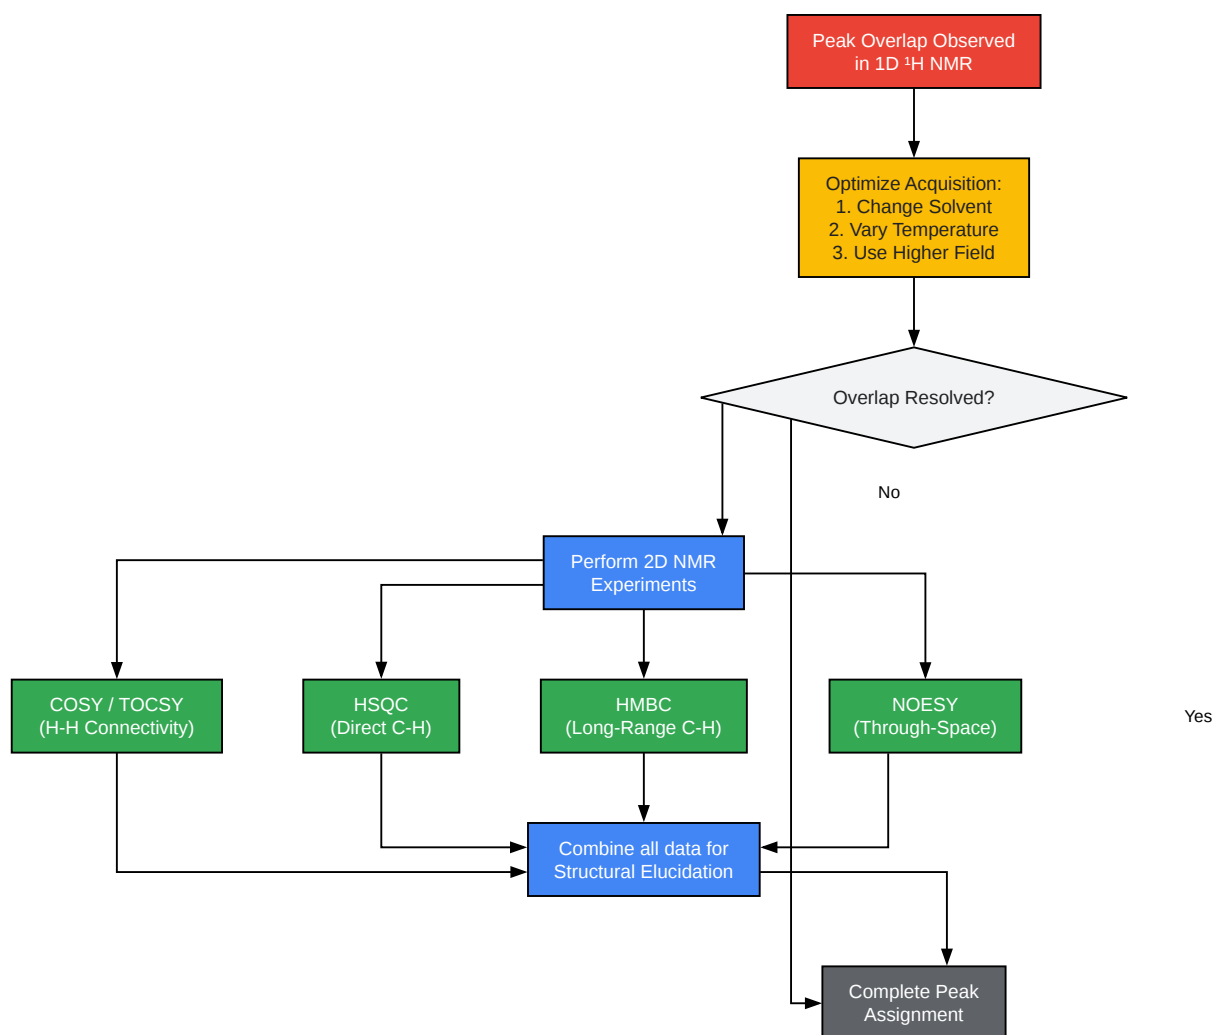 Peak Overlap Observed
in 1D ¹H NMR
Optimize Acquisition:
1. Change Solvent
2. Vary Temperature
3. Use Higher Field
Overlap Resolved?
No
Perform 2D NMR
Experiments
COSY / TOCSY
(H-H Connectivity)
HSQC
(Direct C-H)
HMBC
(Long-Range C-H)
NOESY
(Through-Space)
Yes
Combine all data for
Structural Elucidation
Complete Peak
Assignment